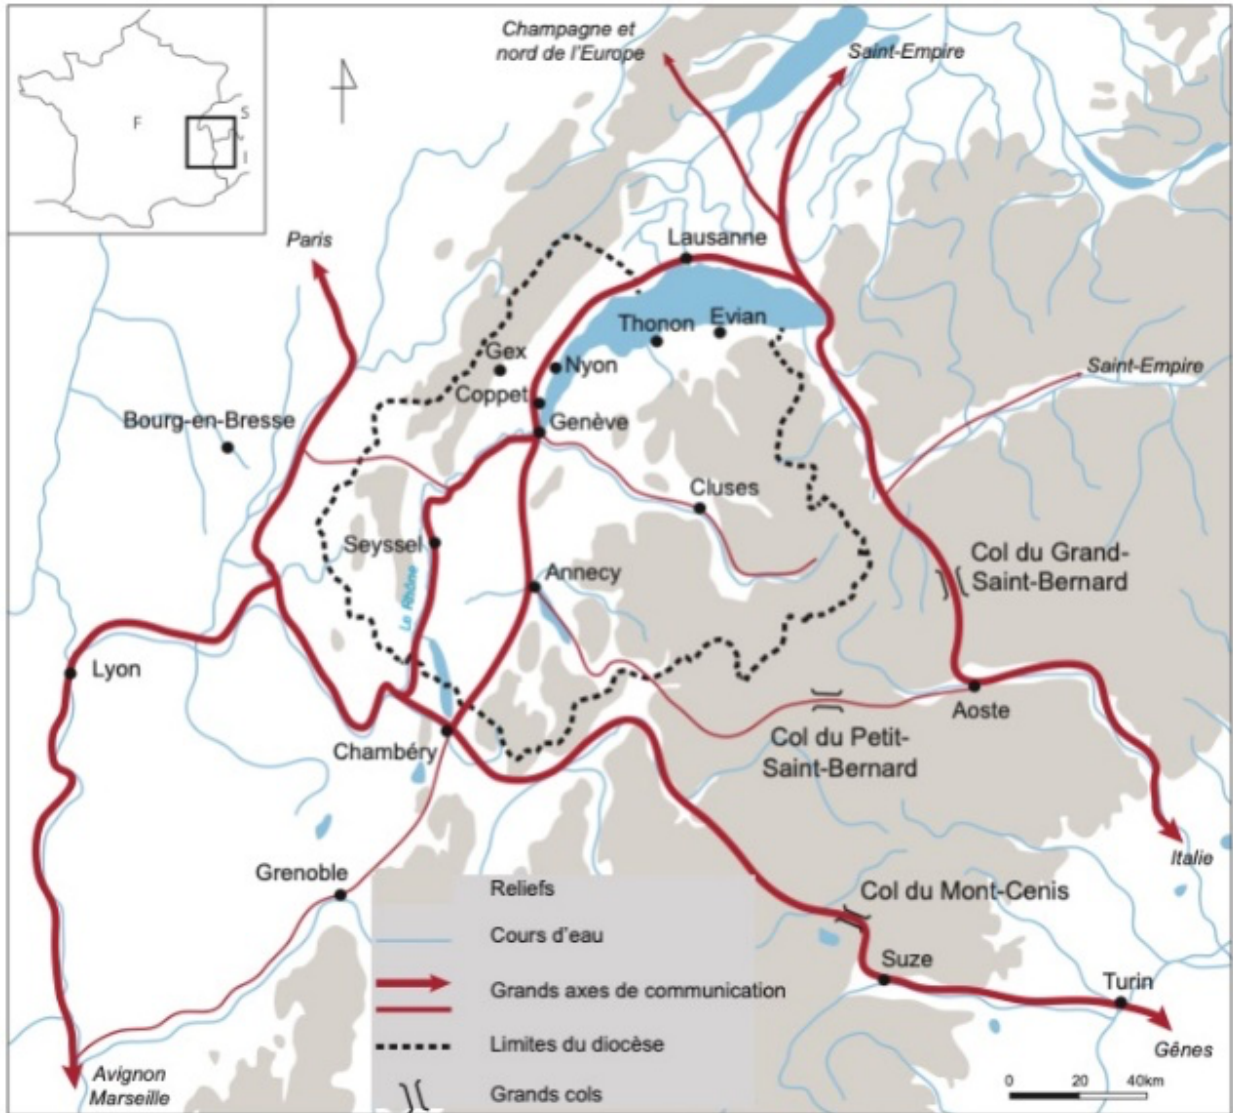 Champagne et
nord de l'Europe
Saint-Empire
F
S
I
Paris
Lausanne
Thonon
Evian
Gex
Nyon
Coppet
Genève
Saint-Empire
Bourg-en-Bresse
Cluses
Seyssel
Le Rhône
Annecy
Col du Grand-
Saint-Bernard
Lyon
Aoste
Chambéry
Col du Petit-
Saint-Bernard
Italie
Grenoble
Col du Mont-Cenis
Suze
Turin
Gênes
Avignon
Marseille
Reliefs
Cours d'eau
Grands axes de communication
Limites du diocèse
Grands cols
0 20 40km